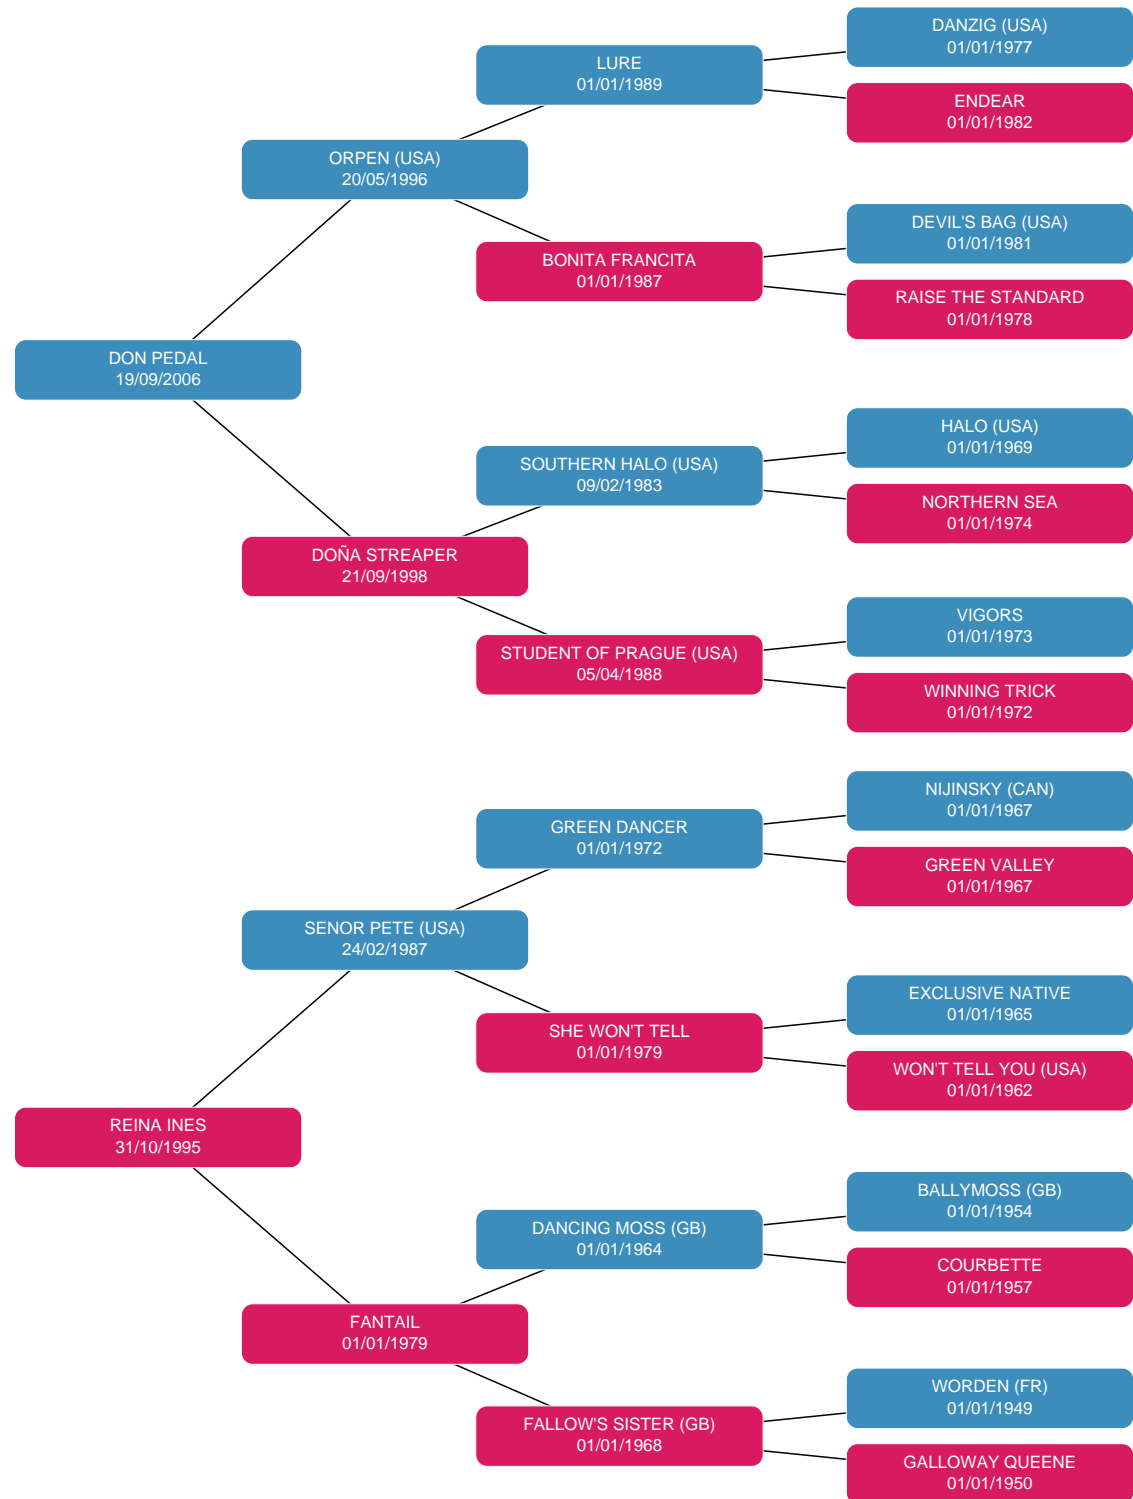 DANZIG (USA)
01/01/1977
LURE
01/01/1989
ENDEAR
01/01/1982
ORPEN (USA)
20/05/1996
DEVIL'S BAG (USA)
01/01/1981
BONITA FRANCITA
01/01/1987
RAISE THE STANDARD
01/01/1978
DON PEDAL
19/09/2006
HALO (USA)
01/01/1969
SOUTHERN HALO (USA)
09/02/1983
NORTHERN SEA
01/01/1974
DOÑA STREAPER
21/09/1998
VIGORS
01/01/1973
STUDENT OF PRAGUE (USA)
05/04/1988
WINNING TRICK
01/01/1972
NIJINSKY (CAN)
01/01/1967
GREEN DANCER
01/01/1972
GREEN VALLEY
01/01/1967
SENOR PETE (USA)
24/02/1987
EXCLUSIVE NATIVE
01/01/1965
SHE WON'T TELL
01/01/1979
WON'T TELL YOU (USA)
01/01/1962
REINA INES
31/10/1995
BALLYMOSS (GB)
01/01/1954
DANCING MOSS (GB)
01/01/1964
COURBETTE
01/01/1957
FANTAIL
01/01/1979
WORDEN (FR)
01/01/1949
FALLOW'S SISTER (GB)
01/01/1968
GALLOWAY QUEENE
01/01/1950